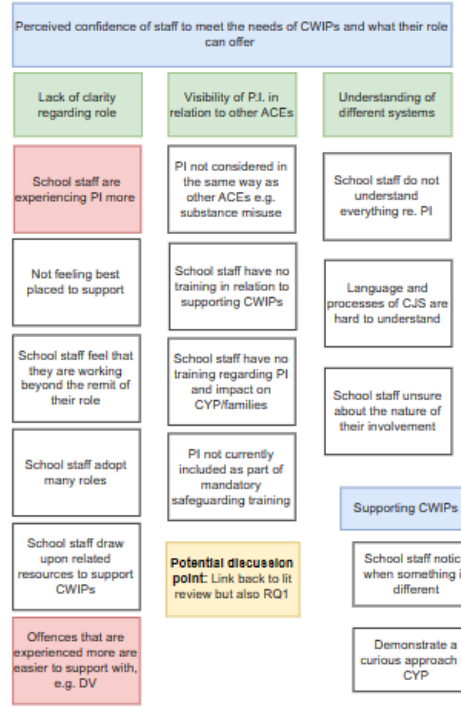 Perceived confidence of staff to meet the needs of CWIPs and what their role
can offer
Lack of clarity
regarding role
School staff are
experiencing PI more
Not feeling best
placed to support
School staff feel that
they are working
beyond the remit of
their role
School staff adopt
many roles
School staff draw
upon related
resources to support
CWIPs
Offences that are
experienced more are
easier to support with,
e.g. DV
Visibility of P.I. in
relation to other ACEs
PI not considered in
the same way as
other ACEs e.g.
substance misuse
School staff have no
training in relation to
supporting CWIPs
School staff have no
training regarding PI
and impact on
CYP/families
PI not currently
included as part of
mandatory
safeguarding training
Potential discussion
point: Link back to lit
review but also RQ1
Understanding of
different systems
School staff do not
understand
everything re. PI
Language and
processes of CJS are
hard to understand
School staff unsure
about the nature of
their involvement
Supporting CWIPs
School staff
when something
different
Demonstrate a
curious approach
CYP